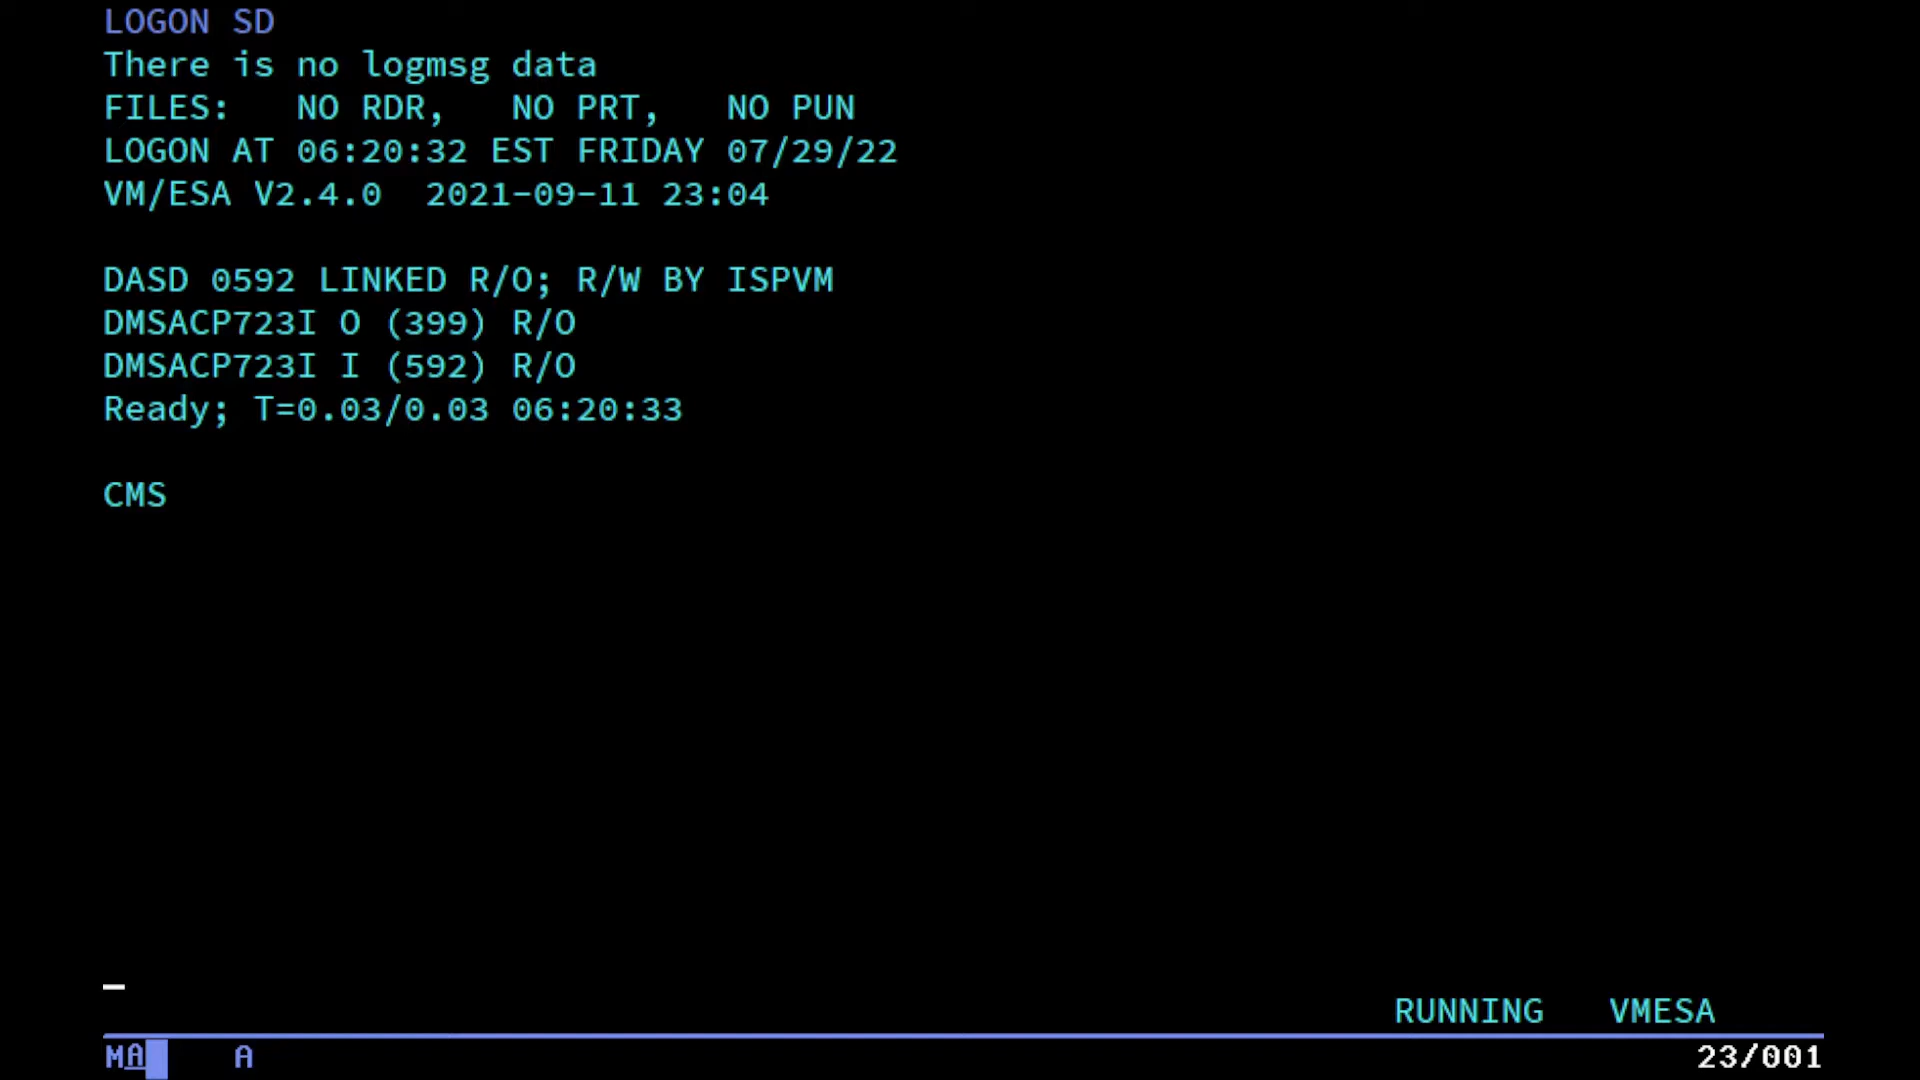 LOGON SD
There is no logmsg data
FILES:   NO RDR,   NO PRT,   NO PUN
LOGON AT 06:20:32 EST FRIDAY 07/29/22
VM/ESA V2.4.0  2021-09-11 23:04
DASD 0592 LINKED R/O; R/W BY ISPVM
DMSACP723I O (399) R/O
DMSACP723I I (592) R/O
Ready; T=0.03/0.03 06:20:33
CMS
RUNNING   VMESA
MA    A    23/001